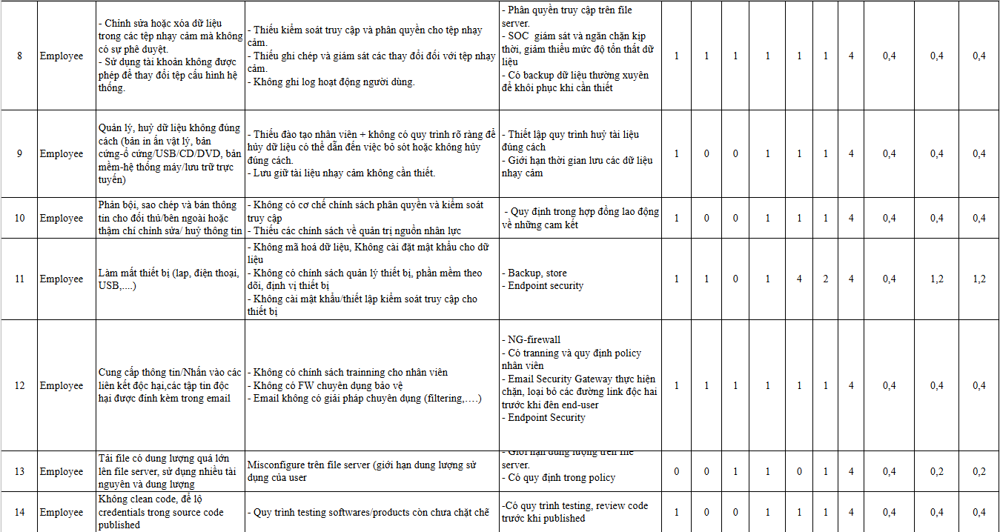 8
Employee
- Chỉnh sửa hoặc xóa dữ liệu
trong các tệp nhạy cảm mà không
có sự phê duyệt.
- Sử dụng tài khoản không được
phép để thay đổi tệp cấu hình hệ
thống.
- Thiếu kiểm soát truy cập và phân quyền cho tệp nhạy
cảm.
- Thiếu ghi chép và giám sát các thay đổi đối với tệp nhạy
cảm.
- Không ghi log hoạt động người dùng.
- Phân quyền truy cập trên file
server.
- SOC giám sát và ngăn chặn kịp
thời, giảm thiểu mức độ tổn thất dữ
liệu
- Có backup dữ liệu thường xuyên
để khôi phục khi cần thiết
1 1 1 1 1 1 4 0,4 0,4 0,4
9
Employee
Quản lý, huỷ dữ liệu không đúng
cách (bản in ấn vật lý, bản
cứng-ổ cứng/USB/CD/DVD, bản
mềm-hệ thống máy/lưu trữ trực
tuyến)
- Thiếu đào tạo nhân viên + không có quy trình rõ ràng để
hủy dữ liệu có thể dẫn đến việc bỏ sót hoặc không hủy
đúng cách.
- Lưu giữ tài liệu nhạy cảm không cần thiết.
- Thiết lập quy trình huỷ tài liệu
đúng cách
- Giới hạn thời gian lưu các dữ liệu
nhạy cảm
1 0 0 1 1 1 4 0,4 0,4 0,4
10
Employee
Phản bội, sao chép và bán thông
tin cho đối thủ/bên ngoài hoặc
thậm chí chỉnh sửa/ huỷ thông tin
- Không có cơ chế chính sách phân quyền và kiểm soát
truy cập
- Thiếu các chính sách về quản trị nguồn nhân lực
- Quy định trong hợp đồng lao động
về những cam kết
1 0 0 1 1 1 4 0,4 0,4 0,4
11
Employee
Làm mất thiết bị (lap, điện thoại,
USB,....)
- Không mã hoá dữ liệu, Không cài đặt mật khẩu cho dữ
liệu
- Không có chính sách quản lý thiết bị, phần mềm theo
dõi, định vị thiết bị
- Không cài mật khẩu/thiết lập kiểm soát truy cập cho
thiết bị
- Backup, store
- Endpoint security
1 1 0 1 4 2 4 0,4 1,2 1,2
12
Employee
Cung cấp thông tin/Nhấn vào các
liên kết độc hại,các tập tin độc
hại được đính kèm trong email
- Không có chính sách trainning cho nhân viên
- Không có FW chuyên dụng bảo vệ
- Email không có giải pháp chuyên dụng (filtering,….)
- NG-firewall
- Có tranning và quy định policy
nhân viên
- Email Security Gateway thực hiện
chặn, loại bỏ các đường link độc hai
trước khi đên end-user
- Endpoint Security
1 1 1 1 1 1 4 0,4 0,4 0,4
13
Employee
Tải file có dung lượng quá lớn
lên file server, sử dụng nhiều tài
nguyên và dung lượng
Misconfigure trên file server (giới hạn dung lượng sử
dụng của user
- Giới hạn dung lượng trên file
server.
- Có quy định trong policy
0 0 1 1 0 1 4 0,4 0,2 0,2
14
Employee
Không clean code, để lộ
credentials trong source code
published
- Quy trình testing softwares/products còn chưa chặt chẽ
-Có quy trình testing, review code
trước khi published
1 0 0 1 1 1 4 0,4 0,4 0,4